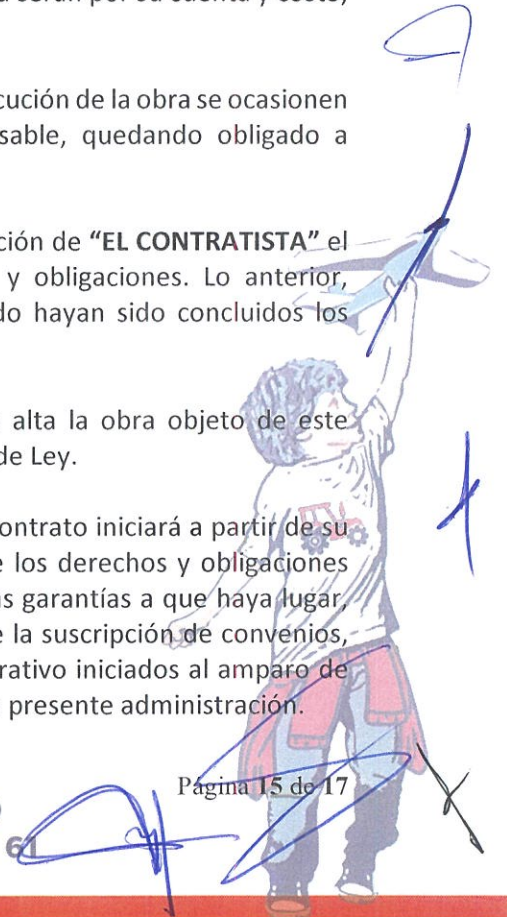 serán por su cuenta y costo,
cución de la obra se ocasionen
sable, quedando obligado a
ción de "EL CONTRATISTA" el
y obligaciones. Lo anterior,
do hayan sido concluidos los
alta la obra objeto de este
de Ley.
ontrato iniciará a partir de su
e los derechos y obligaciones
as garantías a que haya lugar,
e la suscripción de convenios,
rativo iniciados al amparo de
presente administración.
Página 15 de 17
61